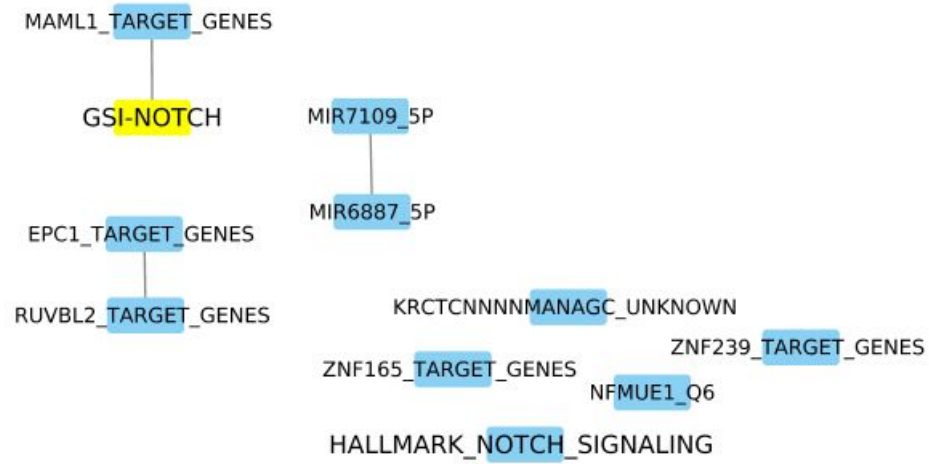 MAML1_TARGET_GENES
GSI-NOTCH
MIR7109_5P
MIR6887_5P
EPC1_TARGET_GENES
RUVBL2_TARGET_GENES
KRCTCNNNNMANAGC_UNKNOWN
ZNF239_TARGET_GENES
ZNF165_TARGET_GENES
NFMUE1_Q6
HALLMARK_NOTCH_SIGNALING